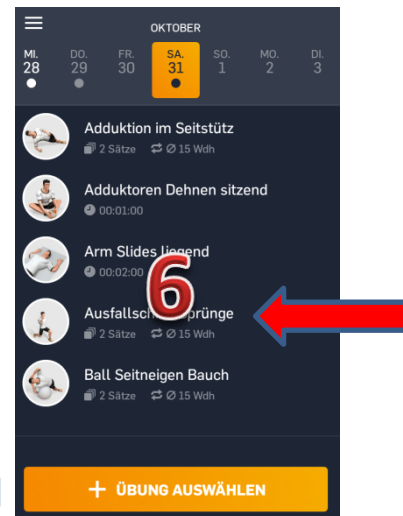 OKTOBER
MI. DO. FR. SA. SO. MO. DI.
28 29 30 31 1 2 3
Adduktion im Seitstütz
2 Sätze Ø 15 Wdh
Adduktoren Dehnen sitzend
00:01:00
Arm Slides liegend
00:02:00
6
2 Sätze Ø 15 Wdh
Ball Seitneigen Bauch
2 Sätze Ø 15 Wdh
+ ÜBUNG AUSWÄHLEN